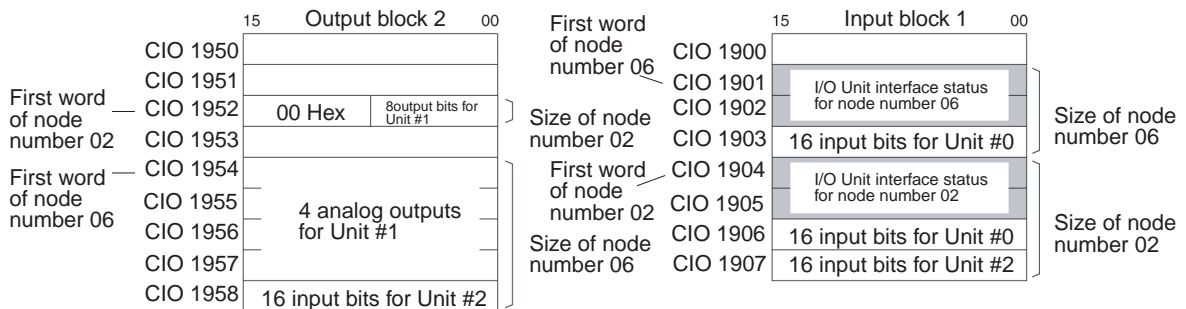 15 Output block 2 00
CIO 1950
CIO 1951
CIO 1952
CIO 1953
CIO 1954
CIO 1955
CIO 1956
CIO 1957
CIO 1958
First word
of node
number 02
First word
of node
number 06
00 Hex
8output bits for
Unit #1
4 analog outputs
for Unit #1
16 input bits for Unit #2
Size of node
number 02
Size of node
number 06
15 Input block 1 00
First word
of node
number 06
First word
of node
number 02
CIO 1900
CIO 1901
CIO 1902
CIO 1903
CIO 1904
CIO 1905
CIO 1906
CIO 1907
I/O Unit interface status
for node number 06
16 input bits for Unit #0
I/O Unit interface status
for node number 02
16 input bits for Unit #0
16 input bits for Unit #2
Size of node
number 06
Size of node
number 02